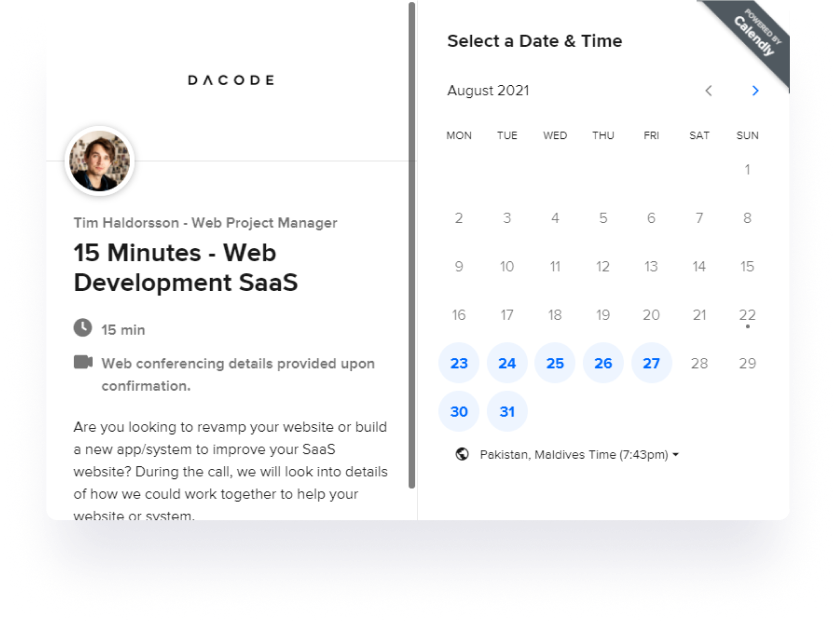 DACODE
Tim Haldorsson - Web Project Manager
15 Minutes - Web
Development SaaS
15 min
Web conferencing details provided upon
confirmation.
Are you looking to revamp your website or build
a new app/system to improve your SaaS
website? During the call, we will look into details
of how we could work together to help your
website or system.
POWERED BY
Calendly
Select a Date & Time
August 2021
MON TUE WED THU FRI SAT SUN
1
2 3 4 5 6 7 8
9 10 11 12 13 14 15
16 17 18 19 20 21 22
23 24 25 26 27 28 29
30 31
Pakistan, Maldives Time (7:43pm)